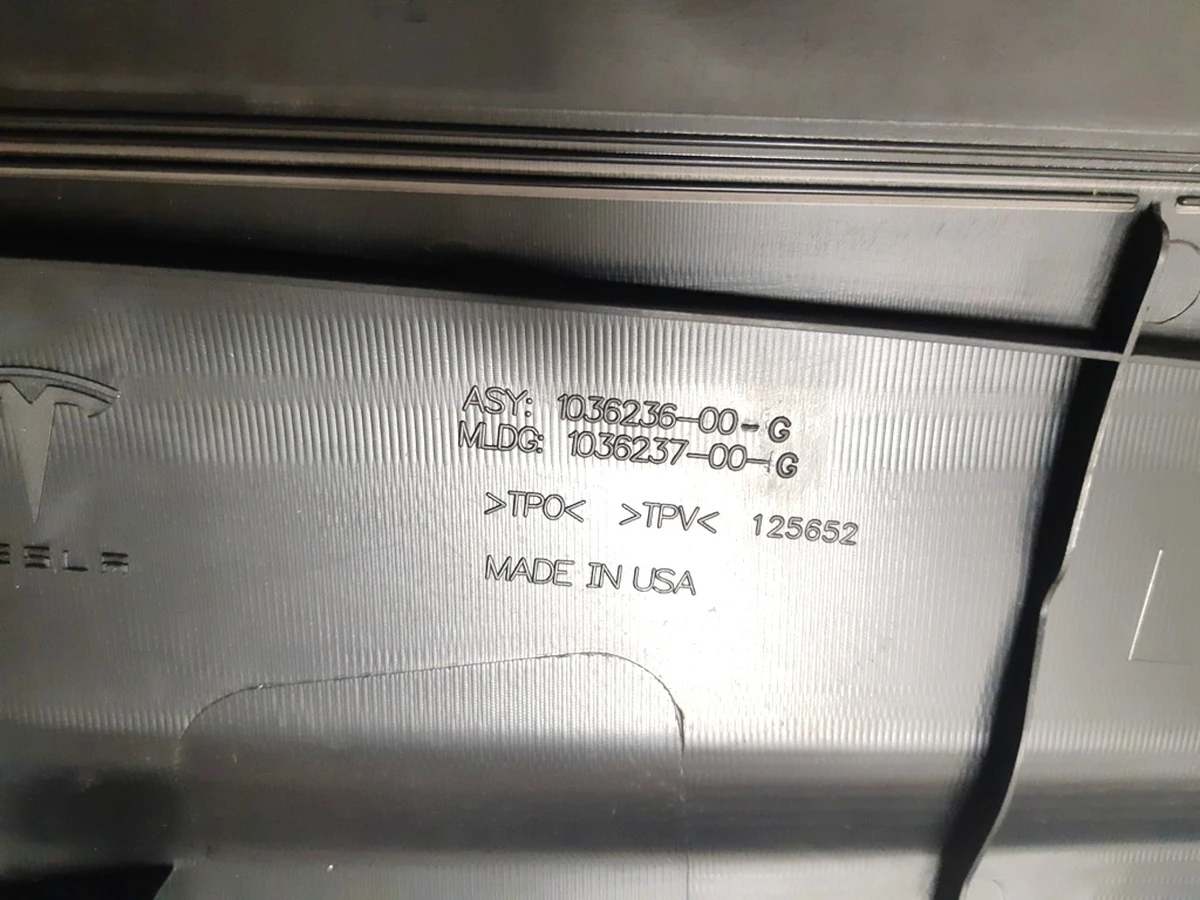 ASY: 1036236-00-G
MLDG: 1036237-00-G
>TPO< >TPV< 125652
MADE IN USA